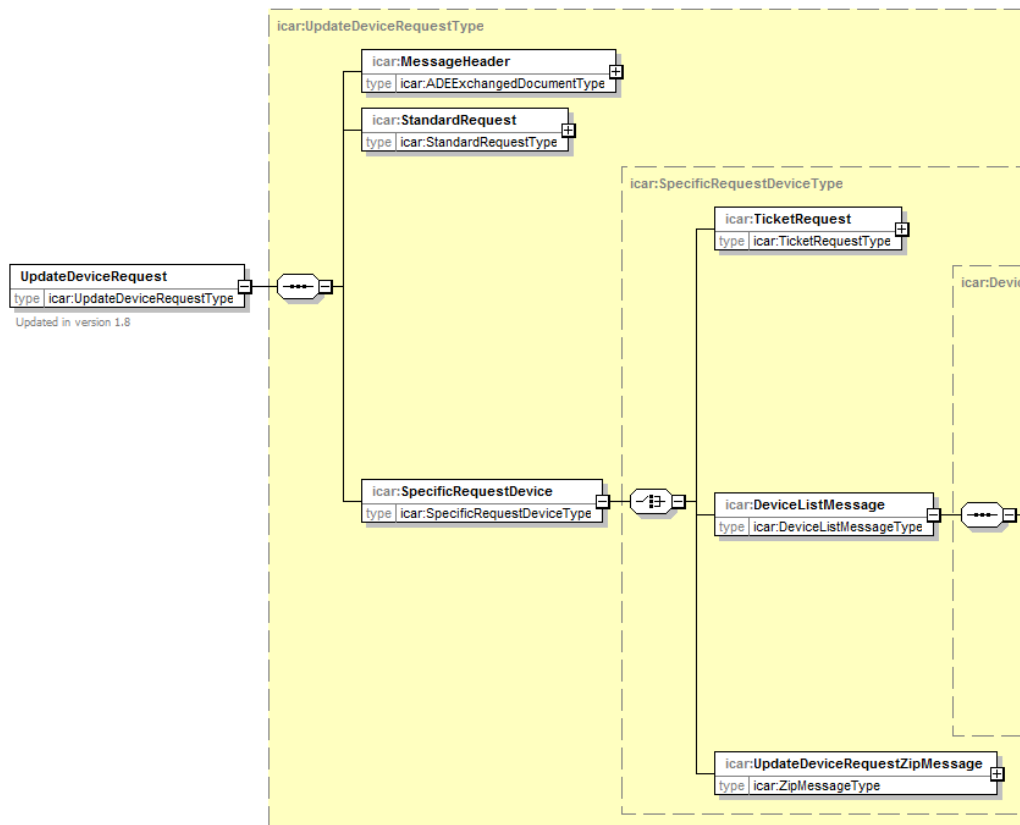 icar:UpdateDeviceRequestType
icar:MessageHeader
type icar:ADEExchangedDocumentType
icar:StandardRequest
type icar:StandardRequestType
icar:SpecificRequestDeviceType
icar:TicketRequest
type icar:TicketRequestType
UpdateDeviceRequest
type icar:UpdateDeviceRequestType
Updated in version 1.8
icar:Devic
icar:SpecificRequestDevice
type icar:SpecificRequestDeviceType
icar:DeviceListMessage
type icar:DeviceListMessageType
icar:UpdateDeviceRequestZipMessage
type icar:ZipMessageType